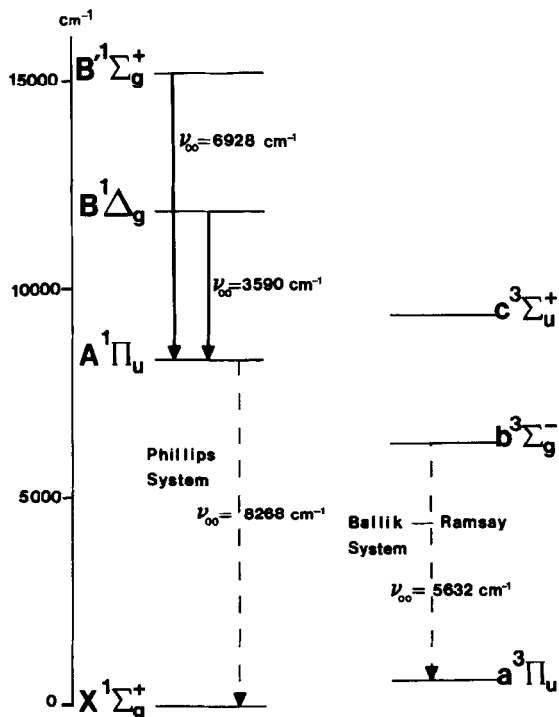 cm⁻¹
15000
B′¹Σg⁺
ν₀₀=6928 cm⁻¹
B¹Δg
ν₀₀=3590 cm⁻¹
10000
c³Σu⁺
A¹Πu
b³Σg⁻
Phillips
System
5000
ν₀₀= 8268 cm⁻¹
Ballik — Ramsay
System
ν₀₀= 5632 cm⁻¹
a³Πu
0
X¹Σg⁺